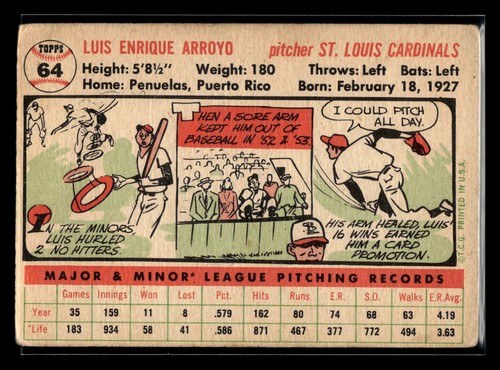 TOPPS
64
LUIS ENRIQUE ARROYO pitcher ST. LOUIS CARDINALS
Height: 5'8½" Weight: 180 Throws: Left Bats: Left
Home: Penuelas, Puerto Rico Born: February 18, 1927
IN THE MINORS,
LUIS HURLED
2 NO HITTERS.
THEN A SORE ARM
KEPT HIM OUT OF
BASEBALL IN '52 & '53.
I COULD PITCH
ALL DAY.
HIS ARM HEALED, LUIS'
16 WINS EARNED
HIM A CARD
PROMOTION.
© T.C.G. PRINTED IN U.S.A.
MAJOR & MINOR* LEAGUE PITCHING RECORDS
Games Innings Won Lost Pct. Hits Runs E.R. S.O. Walks E.R.Avg.
Year 35 159 11 8 .579 162 80 74 68 63 4.19
*Life 183 934 58 41 .586 871 467 377 772 494 3.63